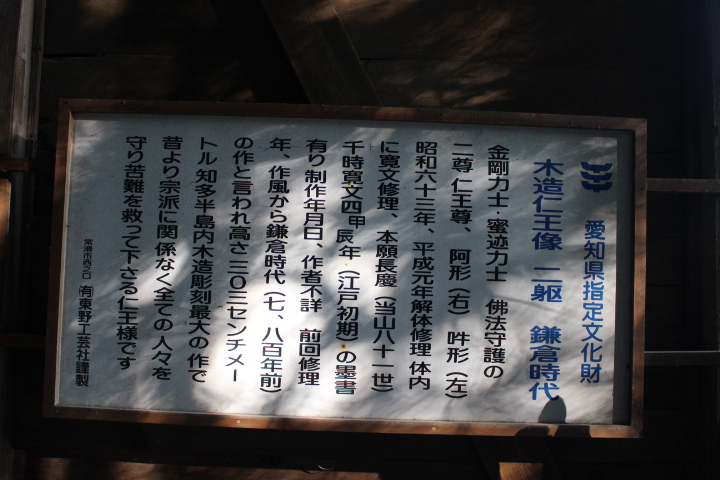 愛知県指定文化財
木造仁王像 二躯 鎌倉時代
金剛力士・蜜迹力士 佛法守護の
二尊 仁王尊、 阿形（右） 吽形（左）
昭和六十三年、平成元年解体修理 体内
に寛文修理、本願長慶（当山八十一世）
千時寛文四甲辰年（江戸初期）の墨書
有り 制作年月日、作者不詳 前回修理
年、作風から鎌倉時代（七、八百年前）
の作と言われ高さ三〇三センチメー
トル 知多半島内木造彫刻最大の作で
昔より宗派に関係なく全ての人々を
守り苦難を救って下さる仁王様です
常滑市西之口 ㈲東野工芸社謹製